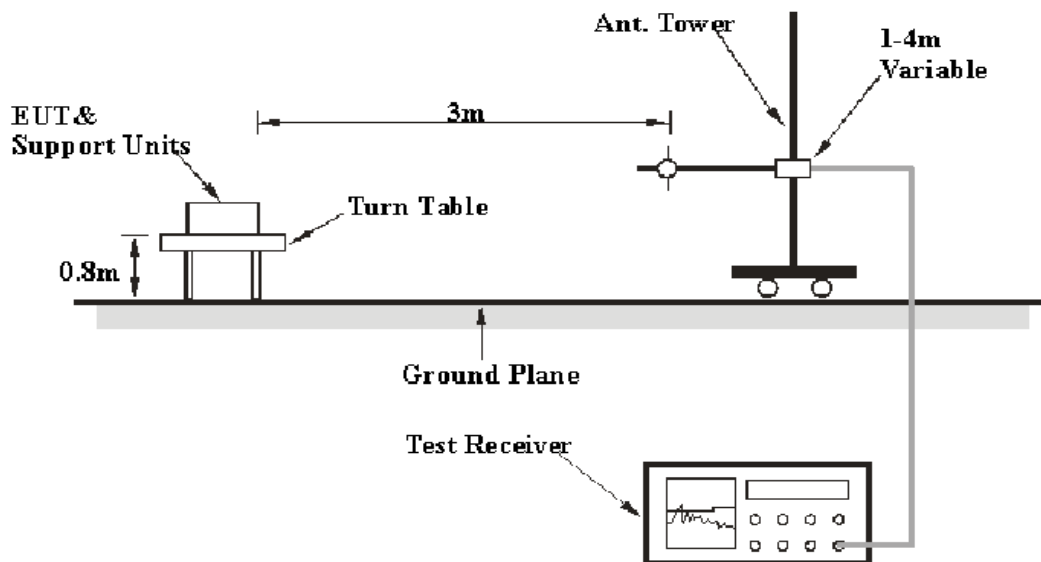 Ant. Tower
1-4m
Variable
3m
EUT&
Support Units
Turn Table
0.8m
Ground Plane
Test Receiver